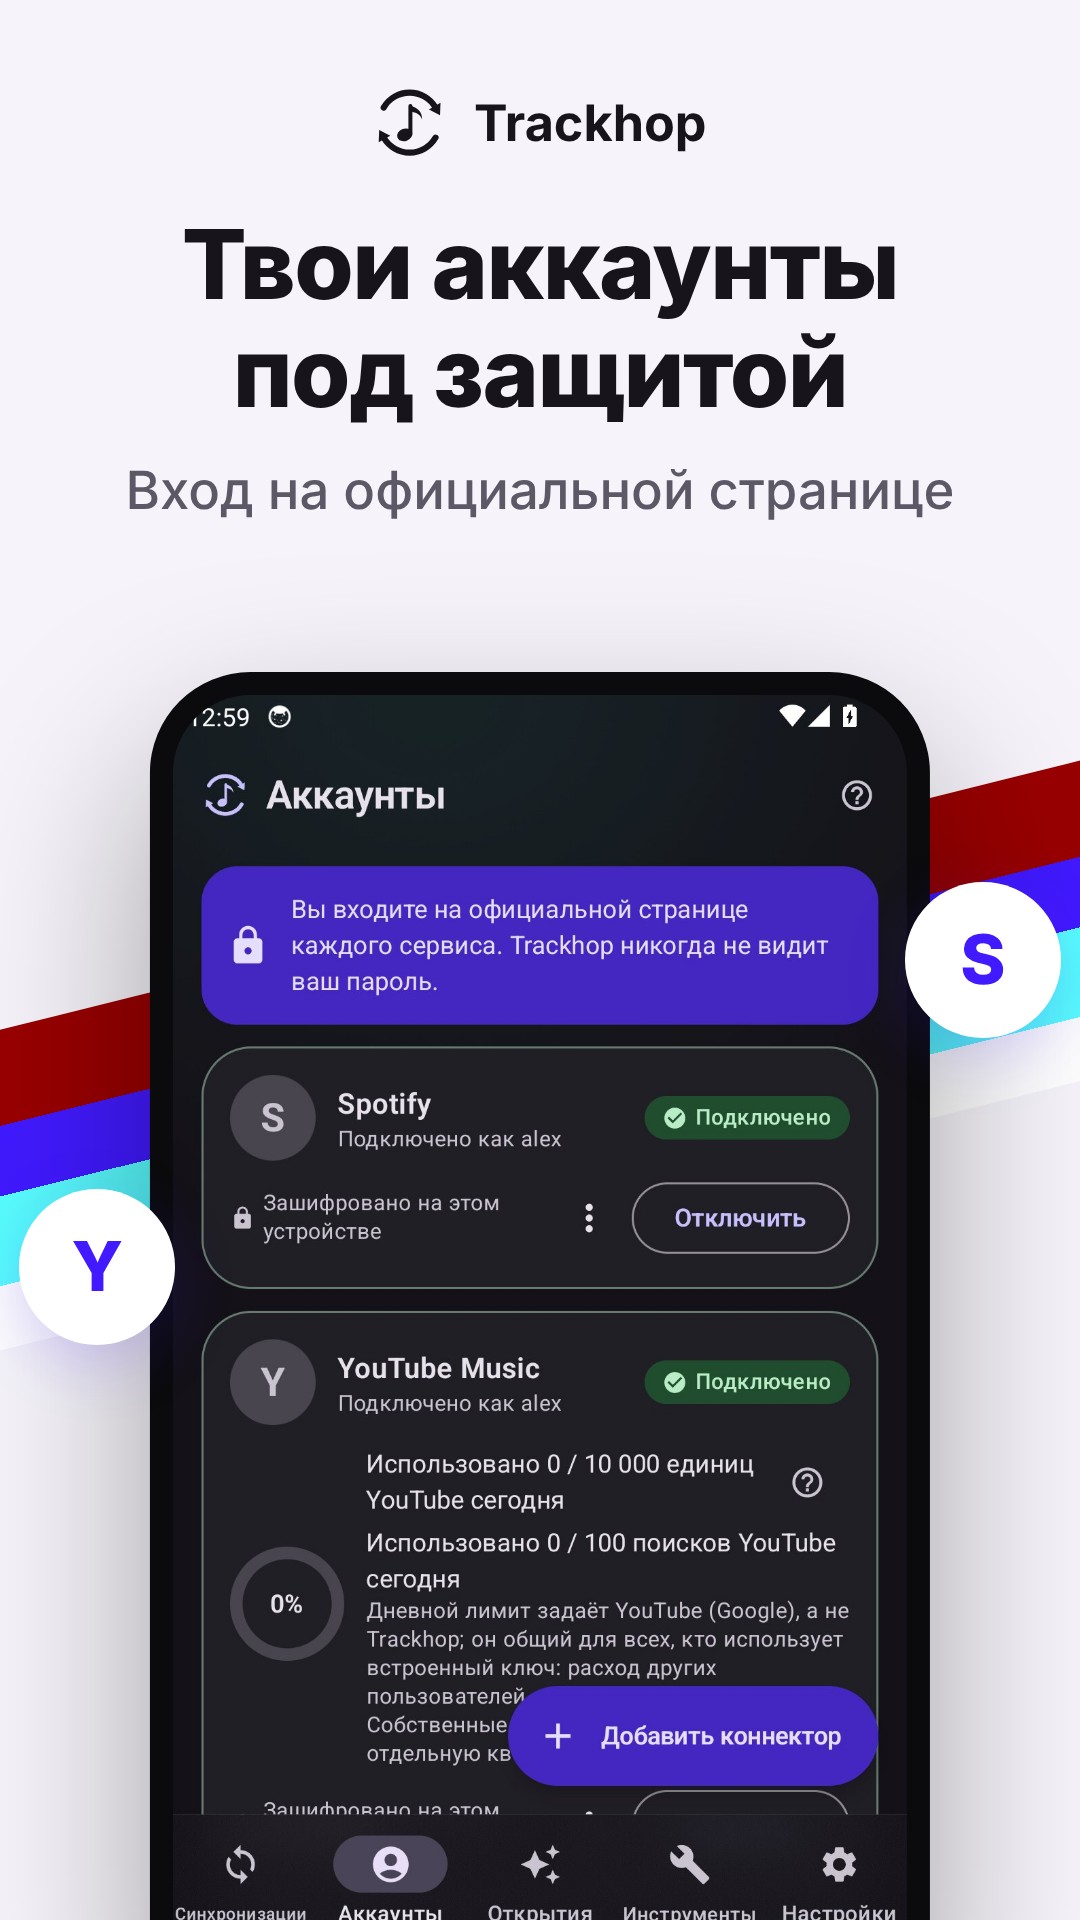 Trackhop
Твои аккаунты
под защитой
Вход на официальной странице
12:59
Аккаунты
Вы входите на официальной странице
каждого сервиса. Trackhop никогда не видит
ваш пароль.
S
S
Spotify
Подключено как alex
Подключено
Зашифровано на этом
устройстве
Отключить
Y
Y
YouTube Music
Подключено как alex
Подключено
Использовано 0 / 10 000 единиц
YouTube сегодня
Использовано 0 / 100 поисков YouTube
сегодня
0%
Дневной лимит задаёт YouTube (Google), а не
Trackhop; он общий для всех, кто использует
встроенный ключ: расход других
пользователей
Собственные
отдельную кв
Добавить коннектор
Зашифровано на этом
Синхронизации
Аккаунты
Открытия
Инструменты
Настройки